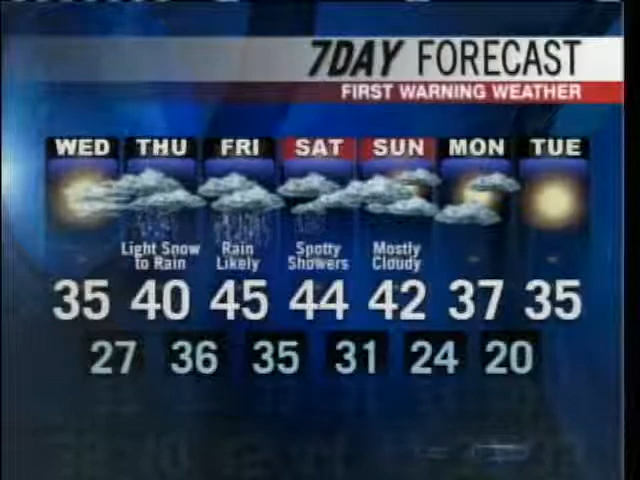 7DAY FORECAST
FIRST WARNING WEATHER
WED THU FRI SAT SUN MON TUE
Light Snow to Rain
Rain Likely
Spotty Showers
Mostly Cloudy
35 40 45 44 42 37 35
27 36 35 31 24 20